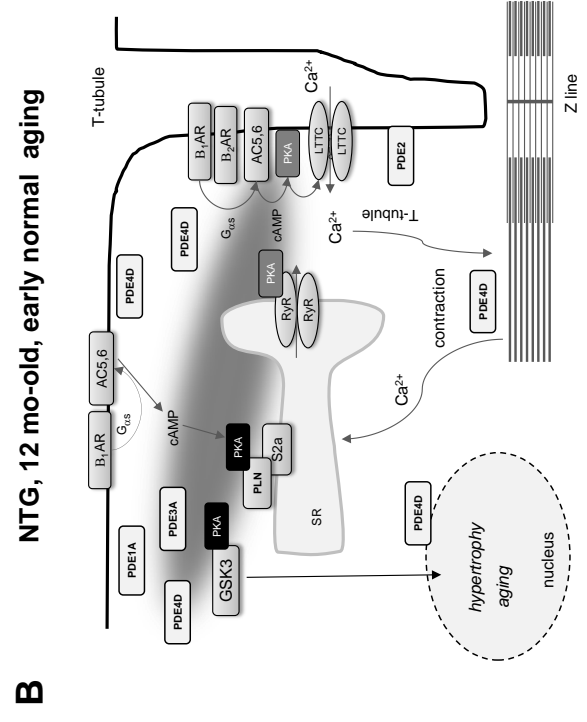 B
NTG, 12 mo-old, early normal aging
T-tubule
B₁AR
AC5,6
Gαs
cAMP
PDE4D
PDE4D
PDE1A
PDE3A
PDE4D
B₁AR
B₂AR
AC5,6
Gαs
cAMP
PKA
LTTC
LTTC
Ca²⁺
Ca²⁺
PDE2
T-tubule
PKA
RyR
RyR
PKA
PLN
S2a
PKA
GSK3
SR
Ca²⁺
contraction
PDE4D
PDE4D
hypertrophy
aging
nucleus
Z line